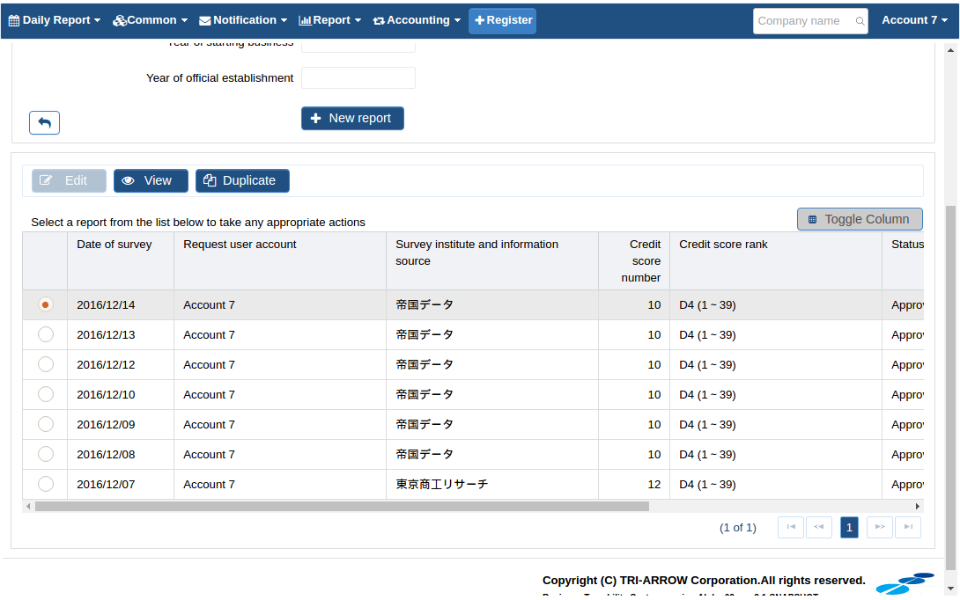 Daily Report Common Notification Report Accounting Register Company name Account 7
Year of starting business
Year of official establishment
New report
Edit View Duplicate
Select a report from the list below to take any appropriate actions
Toggle Column
Date of survey Request user account Survey institute and information source Credit score number Credit score rank Status
2016/12/14 Account 7 帝国データ 10 D4 (1 ~ 39) Approv
2016/12/13 Account 7 帝国データ 10 D4 (1 ~ 39) Approv
2016/12/12 Account 7 帝国データ 10 D4 (1 ~ 39) Approv
2016/12/10 Account 7 帝国データ 10 D4 (1 ~ 39) Approv
2016/12/09 Account 7 帝国データ 10 D4 (1 ~ 39) Approv
2016/12/08 Account 7 帝国データ 10 D4 (1 ~ 39) Approv
2016/12/07 Account 7 東京商工リサーチ 12 D4 (1 ~ 39) Approv
(1 of 1) 1
Copyright (C) TRI-ARROW Corporation.All rights reserved.